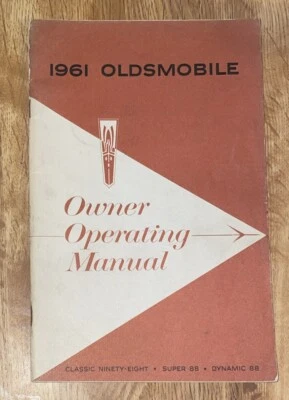 1961 OLDSMOBILE
Owner
Operating
Manual
CLASSIC NINETY-EIGHT • SUPER 88 • DYNAMIC 88